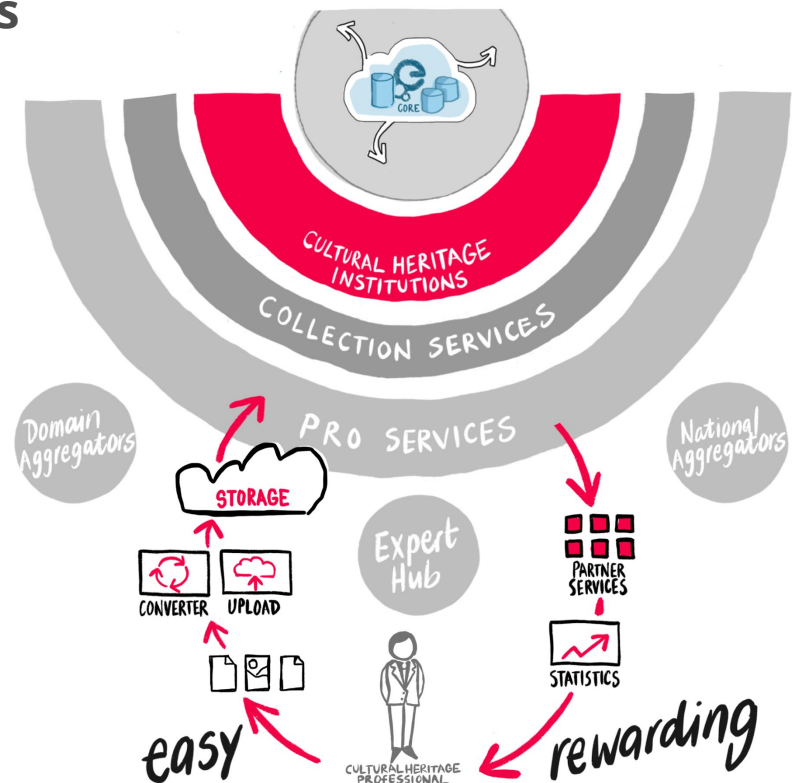 s
CORE
CULTURAL HERITAGE
INSTITUTIONS
COLLECTION SERVICES
PRO SERVICES
Domain
Aggregators
National
Aggregators
STORAGE
Expert
Hub
CONVERTER
UPLOAD
PARTNER
SERVICES
STATISTICS
easy
rewarding
CULTURAL HERITAGE
PROFESSIONAL